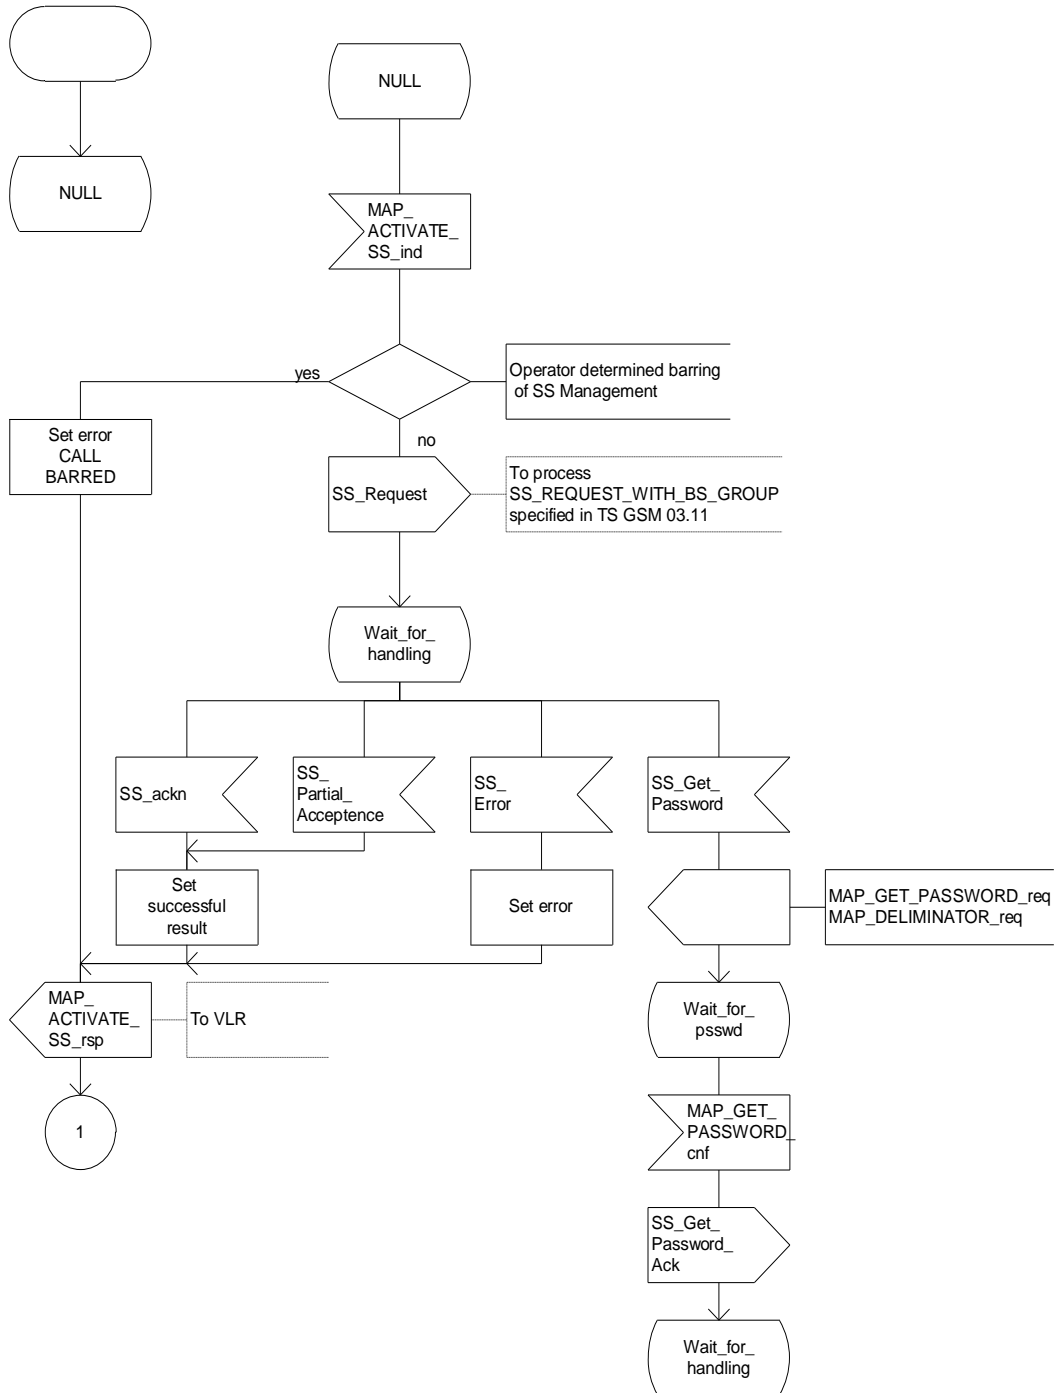 NULL
NULL
MAP_
ACTIVATE_
SS_ind
yes
Operator determined barring
of SS Management
Set error
CALL
BARRED
no
SS_Request
To process
SS_REQUEST_WITH_BS_GROUP
specified in TS GSM 03.11
Wait_for_
handling
SS_ackn
SS_
Partial_
Acceptence
SS_
Error
SS_Get_
Password
Set
successful
result
Set error
MAP_GET_PASSWORD_req
MAP_DELIMINATOR_req
MAP_
ACTIVATE_
SS_rsp
To VLR
Wait_for_
psswd
1
MAP_GET_
PASSWORD_
cnf
SS_Get_
Password_
Ack
Wait_for_
handling